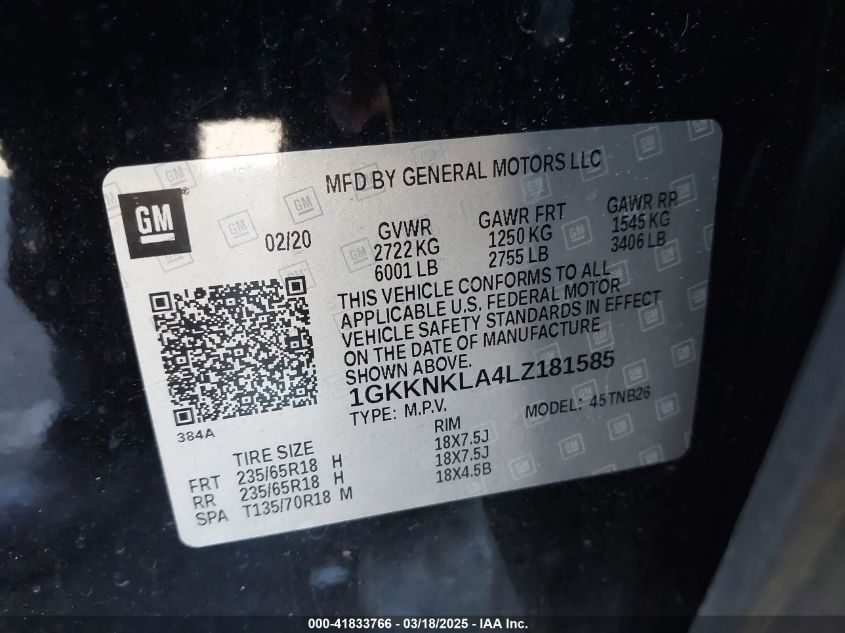 MFD BY GENERAL MOTORS LLC
GM
02/20
GVWR
2722 KG
6001 LB
GAWR FRT
1250 KG
2755 LB
GAWR RR
1545 KG
3406 LB
THIS VEHICLE CONFORMS TO ALL
APPLICABLE U.S. FEDERAL MOTOR
VEHICLE SAFETY STANDARDS IN EFFECT
ON THE DATE OF MANUFACTURE
SHOWN ABOVE.
1GKKNKLA4LZ181585
TYPE: M.P.V. MODEL: 45TNB26
384A
TIRE SIZE RIM
FRT 235/65R18 H 18X7.5J
RR 235/65R18 H 18X7.5J
SPA T135/70R18 M 18X4.5B
000-41833766 - 03/18/2025 - IAA Inc.